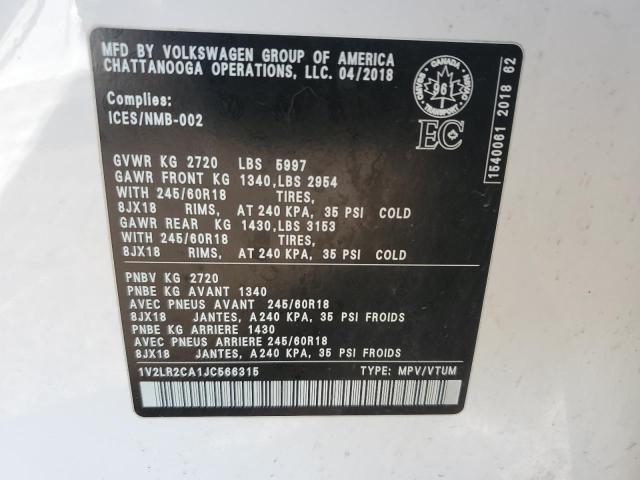 MFD BY VOLKSWAGEN GROUP OF AMERICA
CHATTANOOGA OPERATIONS, LLC. 04/2018
Complies:
ICES/NMB-002
CANADA
961
TRANSPORT
EC
1540061 2018 62
GVWR KG 2720 LBS 5997
GAWR FRONT KG 1340,LBS 2954
WITH 245/60R18 TIRES,
8JX18 RIMS, AT 240 KPA, 35 PSI COLD
GAWR REAR KG 1430,LBS 3153
WITH 245/60R18 TIRES,
8JX18 RIMS, AT 240 KPA, 35 PSI COLD
PNBV KG 2720
PNBE KG AVANT 1340
AVEC PNEUS AVANT 245/60R18
8JX18 JANTES, A 240 KPA, 35 PSI FROIDS
PNBE KG ARRIERE 1430
AVEC PNEUS ARRIERE 245/60R18
8JX18 JANTES, A 240 KPA, 35 PSI FROIDS
1V2LR2CA1JC566315 TYPE: MPV/VTUM